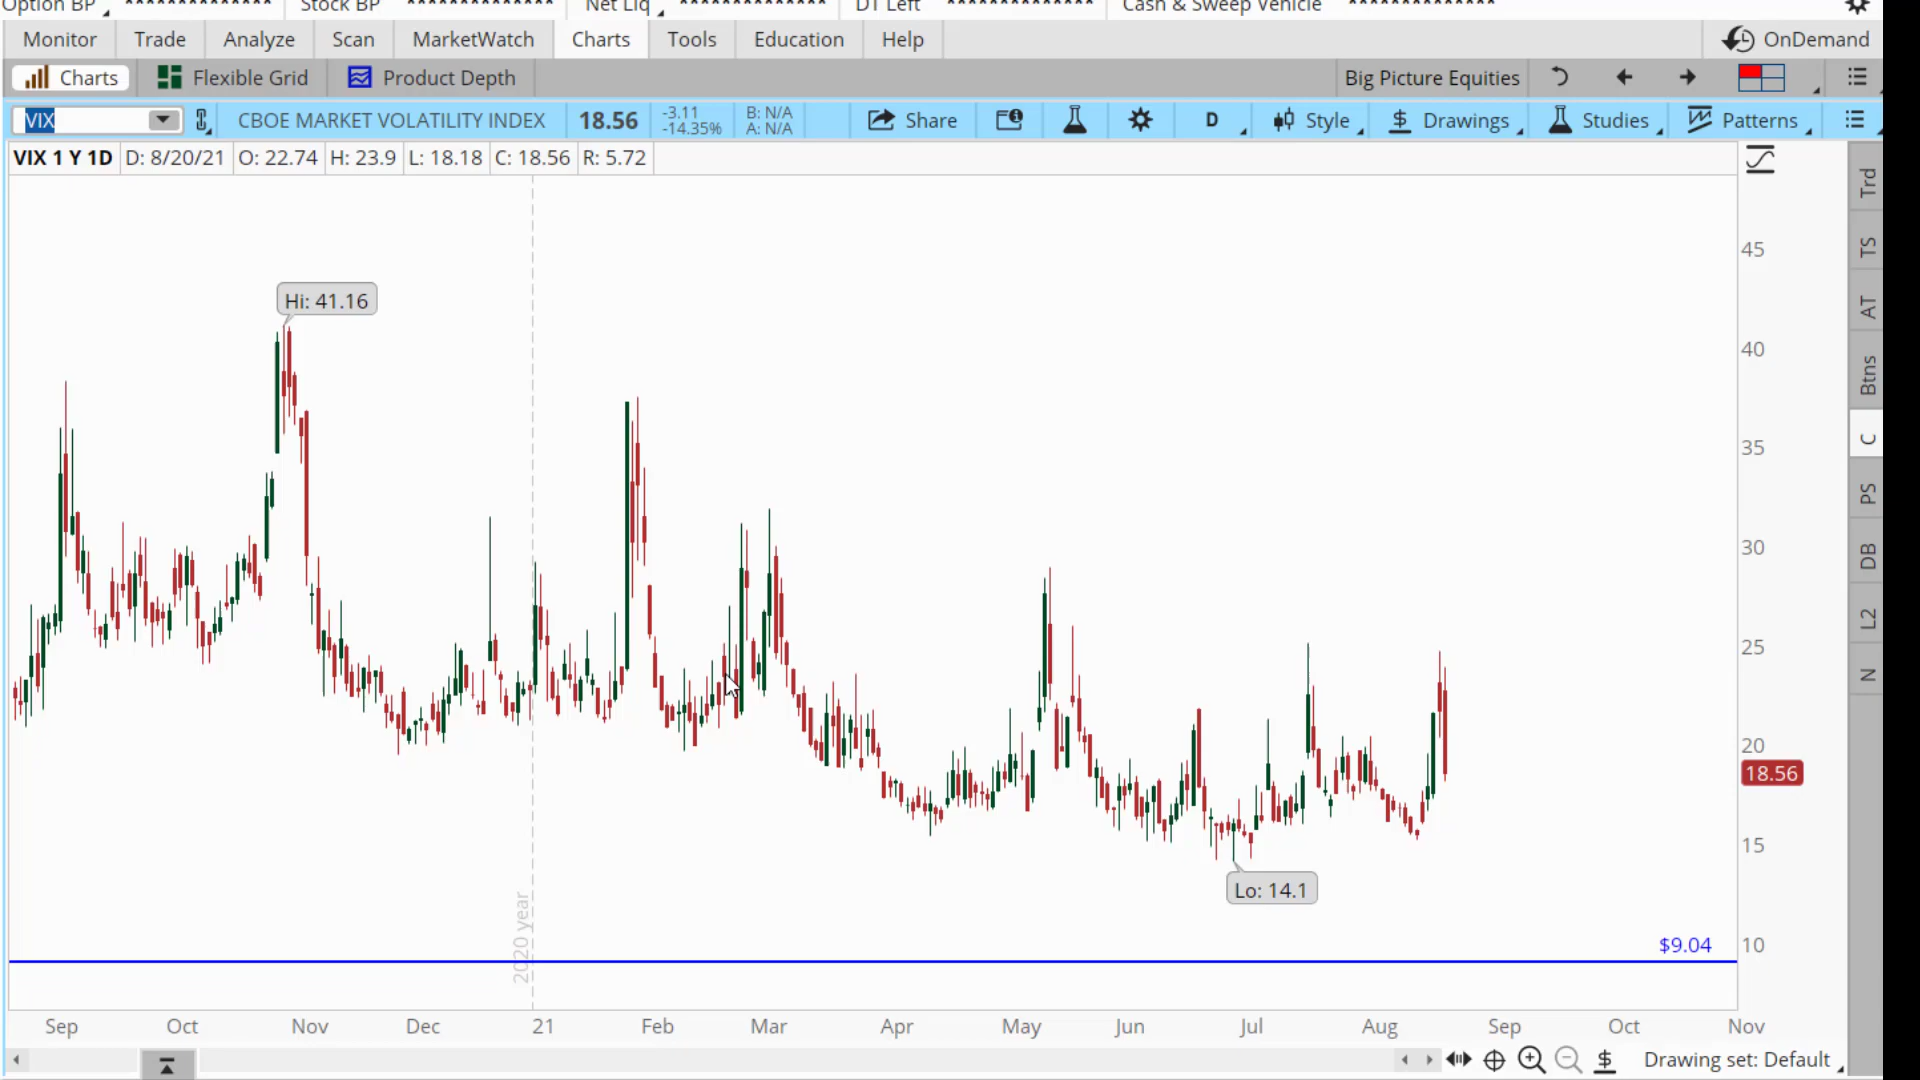 Option BP ************** Stock BP ************** Net Liq ************** DT Left ************** Cash & Sweep Vehicle **************
Monitor Trade Analyze Scan MarketWatch Charts Tools Education Help OnDemand
Charts Flexible Grid Product Depth Big Picture Equities
VIX CBOE MARKET VOLATILITY INDEX 18.56 -3.11 B: N/A Share D Style $ Drawings Studies Patterns
-14.35% A: N/A
VIX 1 Y 1D D: 8/20/21 O: 22.74 H: 23.9 L: 18.18 C: 18.56 R: 5.72
Trd
TS
AT
Btns
C
PS
DB
L2
N
45
Hi: 41.16
40
35
30
25
20
18.56
15
Lo: 14.1
$9.04 10
2020 year
Sep Oct Nov Dec 21 Feb Mar Apr May Jun Jul Aug Sep Oct Nov
$ Drawing set: Default